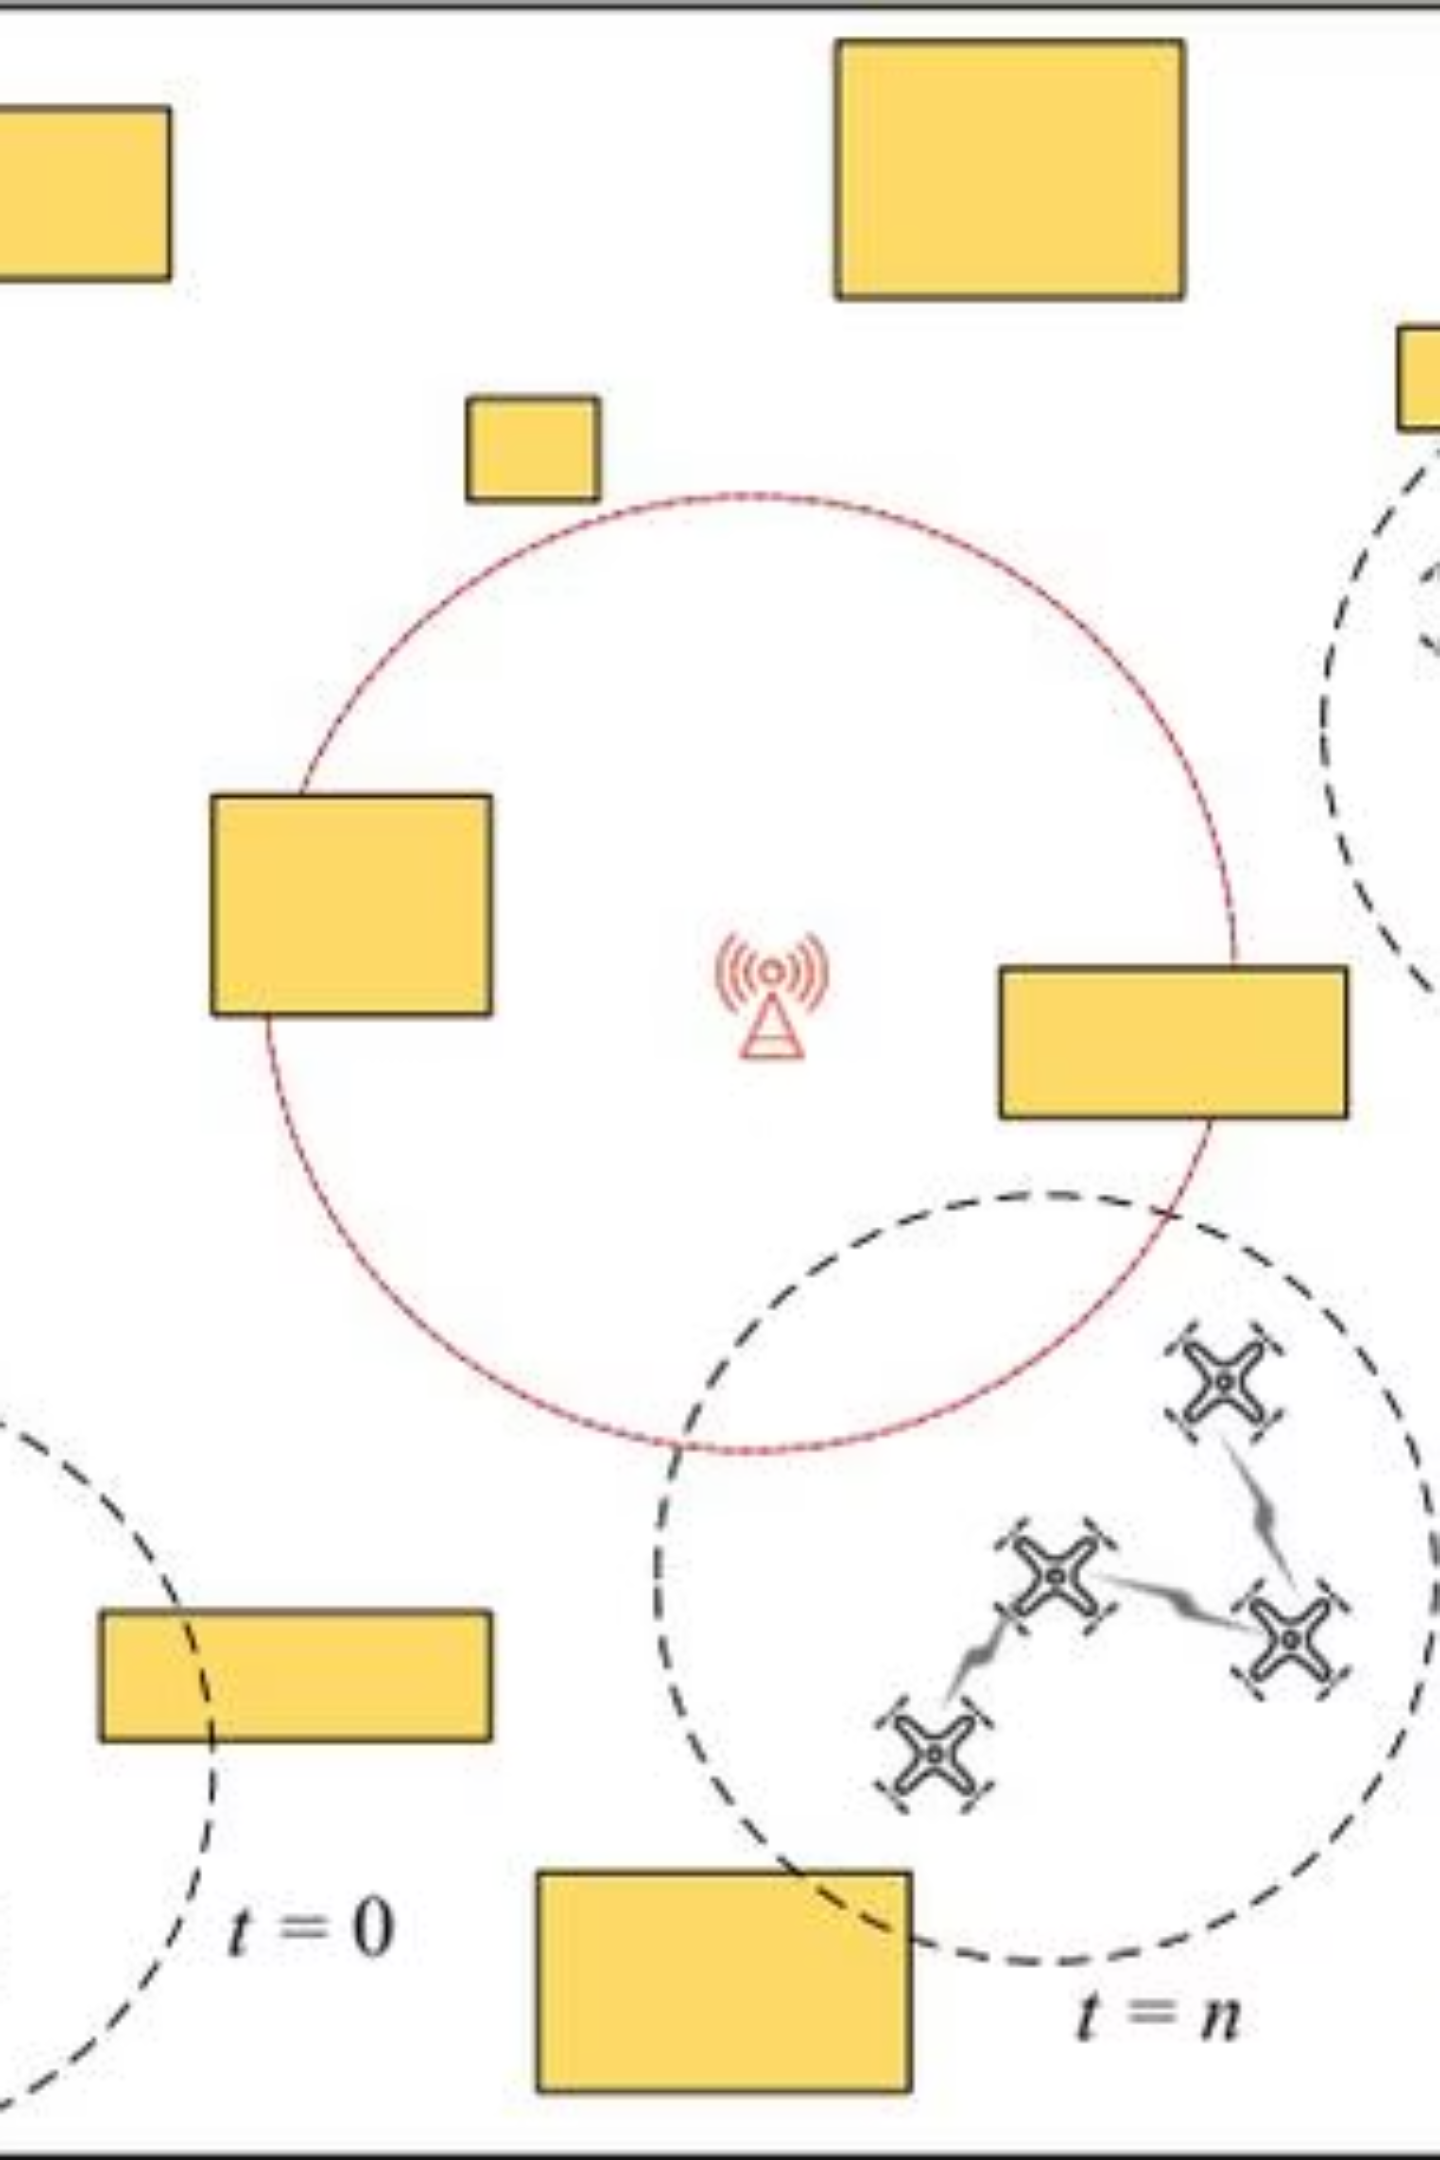 t = 0
t = n